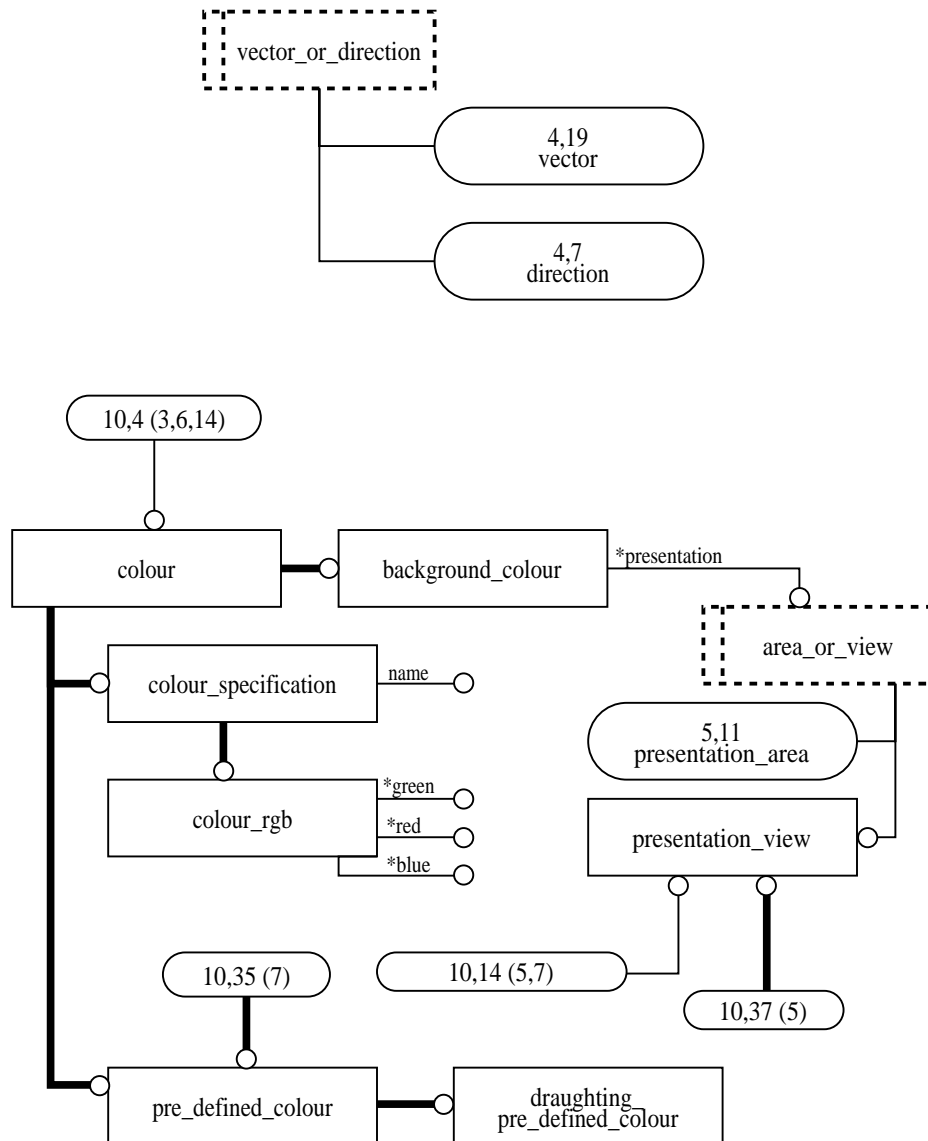 vector_or_direction
4,19
vector
4,7
direction
10,4 (3,6,14)
colour
background_colour
*presentation
area_or_view
colour_specification
name
5,11
presentation_area
colour_rgb
*green
*red
*blue
presentation_view
10,35 (7)
10,14 (5,7)
10,37 (5)
pre_defined_colour
draughting_
pre_defined_colour